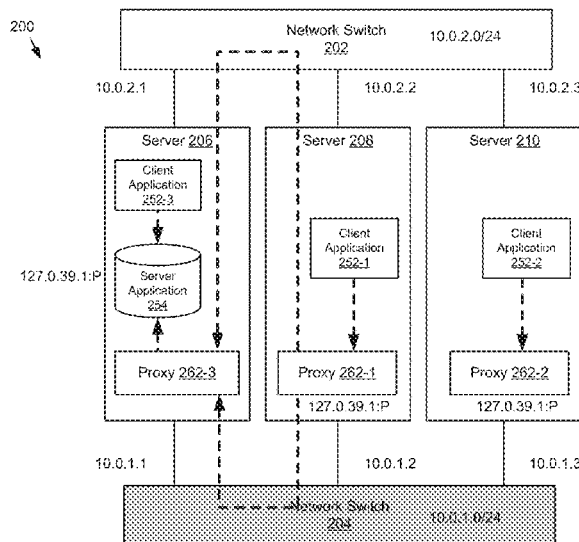 200
Network Switch
202
10.0.2.0/24
10.0.2.1
10.0.2.2
10.0.2.3
Server 206
Server 208
Server 210
Client
Application
252-3
Client
Application
252-1
Client
Application
252-2
127.0.39.1:P
Server
Application
254
Proxy 262-3
Proxy 262-1
Proxy 262-2
127.0.39.1:P
127.0.39.1:P
10.0.1.1
10.0.1.2
10.0.1.3
Network Switch
204
10.0.1.0/24